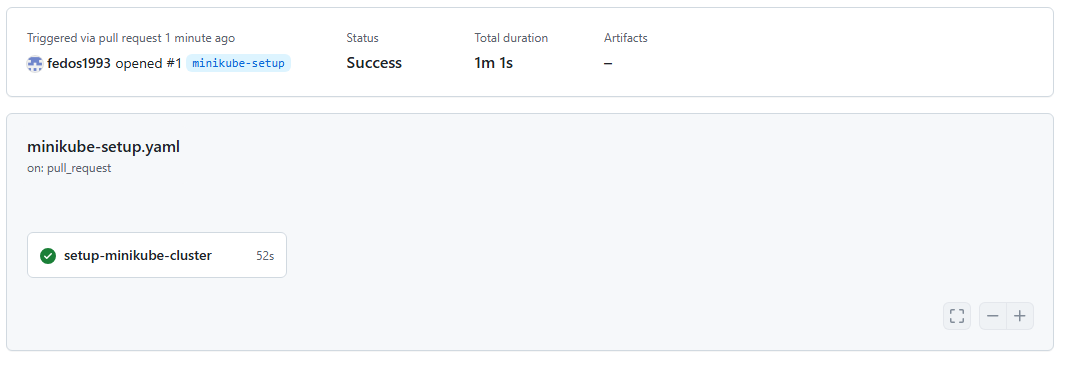 Triggered via pull request 1 minute ago
fedos1993 opened #1 minikube-setup
Status
Success
Total duration
1m 1s
Artifacts
–
minikube-setup.yaml
on: pull_request
setup-minikube-cluster 52s